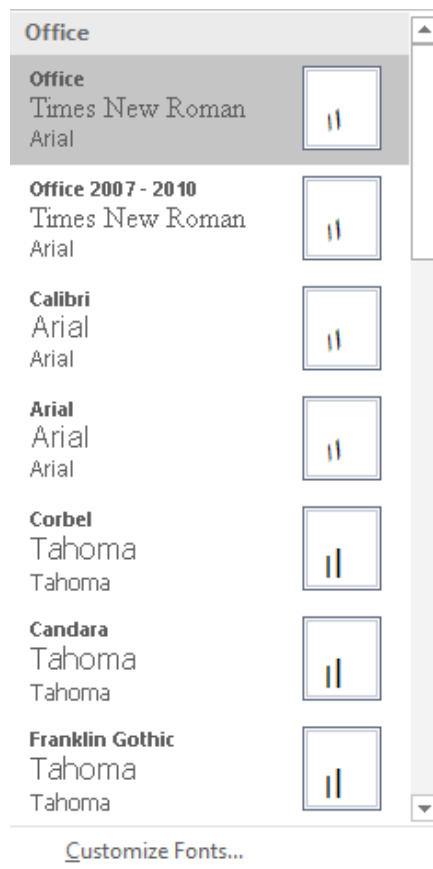 Office
Office
Times New Roman
Arial
Office 2007 - 2010
Times New Roman
Arial
Calibri
Arial
Arial
Arial
Arial
Arial
Corbel
Tahoma
Tahoma
Candara
Tahoma
Tahoma
Franklin Gothic
Tahoma
Tahoma
Customize Fonts...